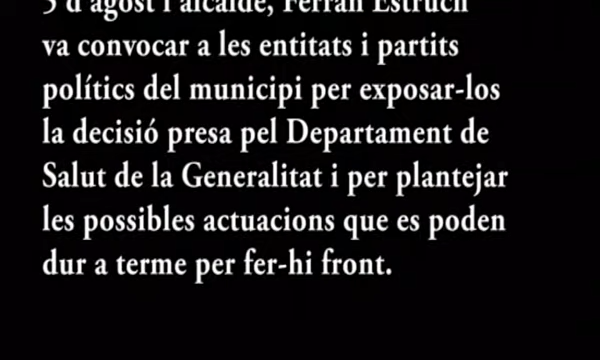 d'agost l'alcalde, Ferran Estruch
va convocar a les entitats i partits
polítics del municipi per exposar-los
la decisió presa pel Departament de
Salut de la Generalitat i per plantejar
les possibles actuacions que es poden
dur a terme per fer-hi front.